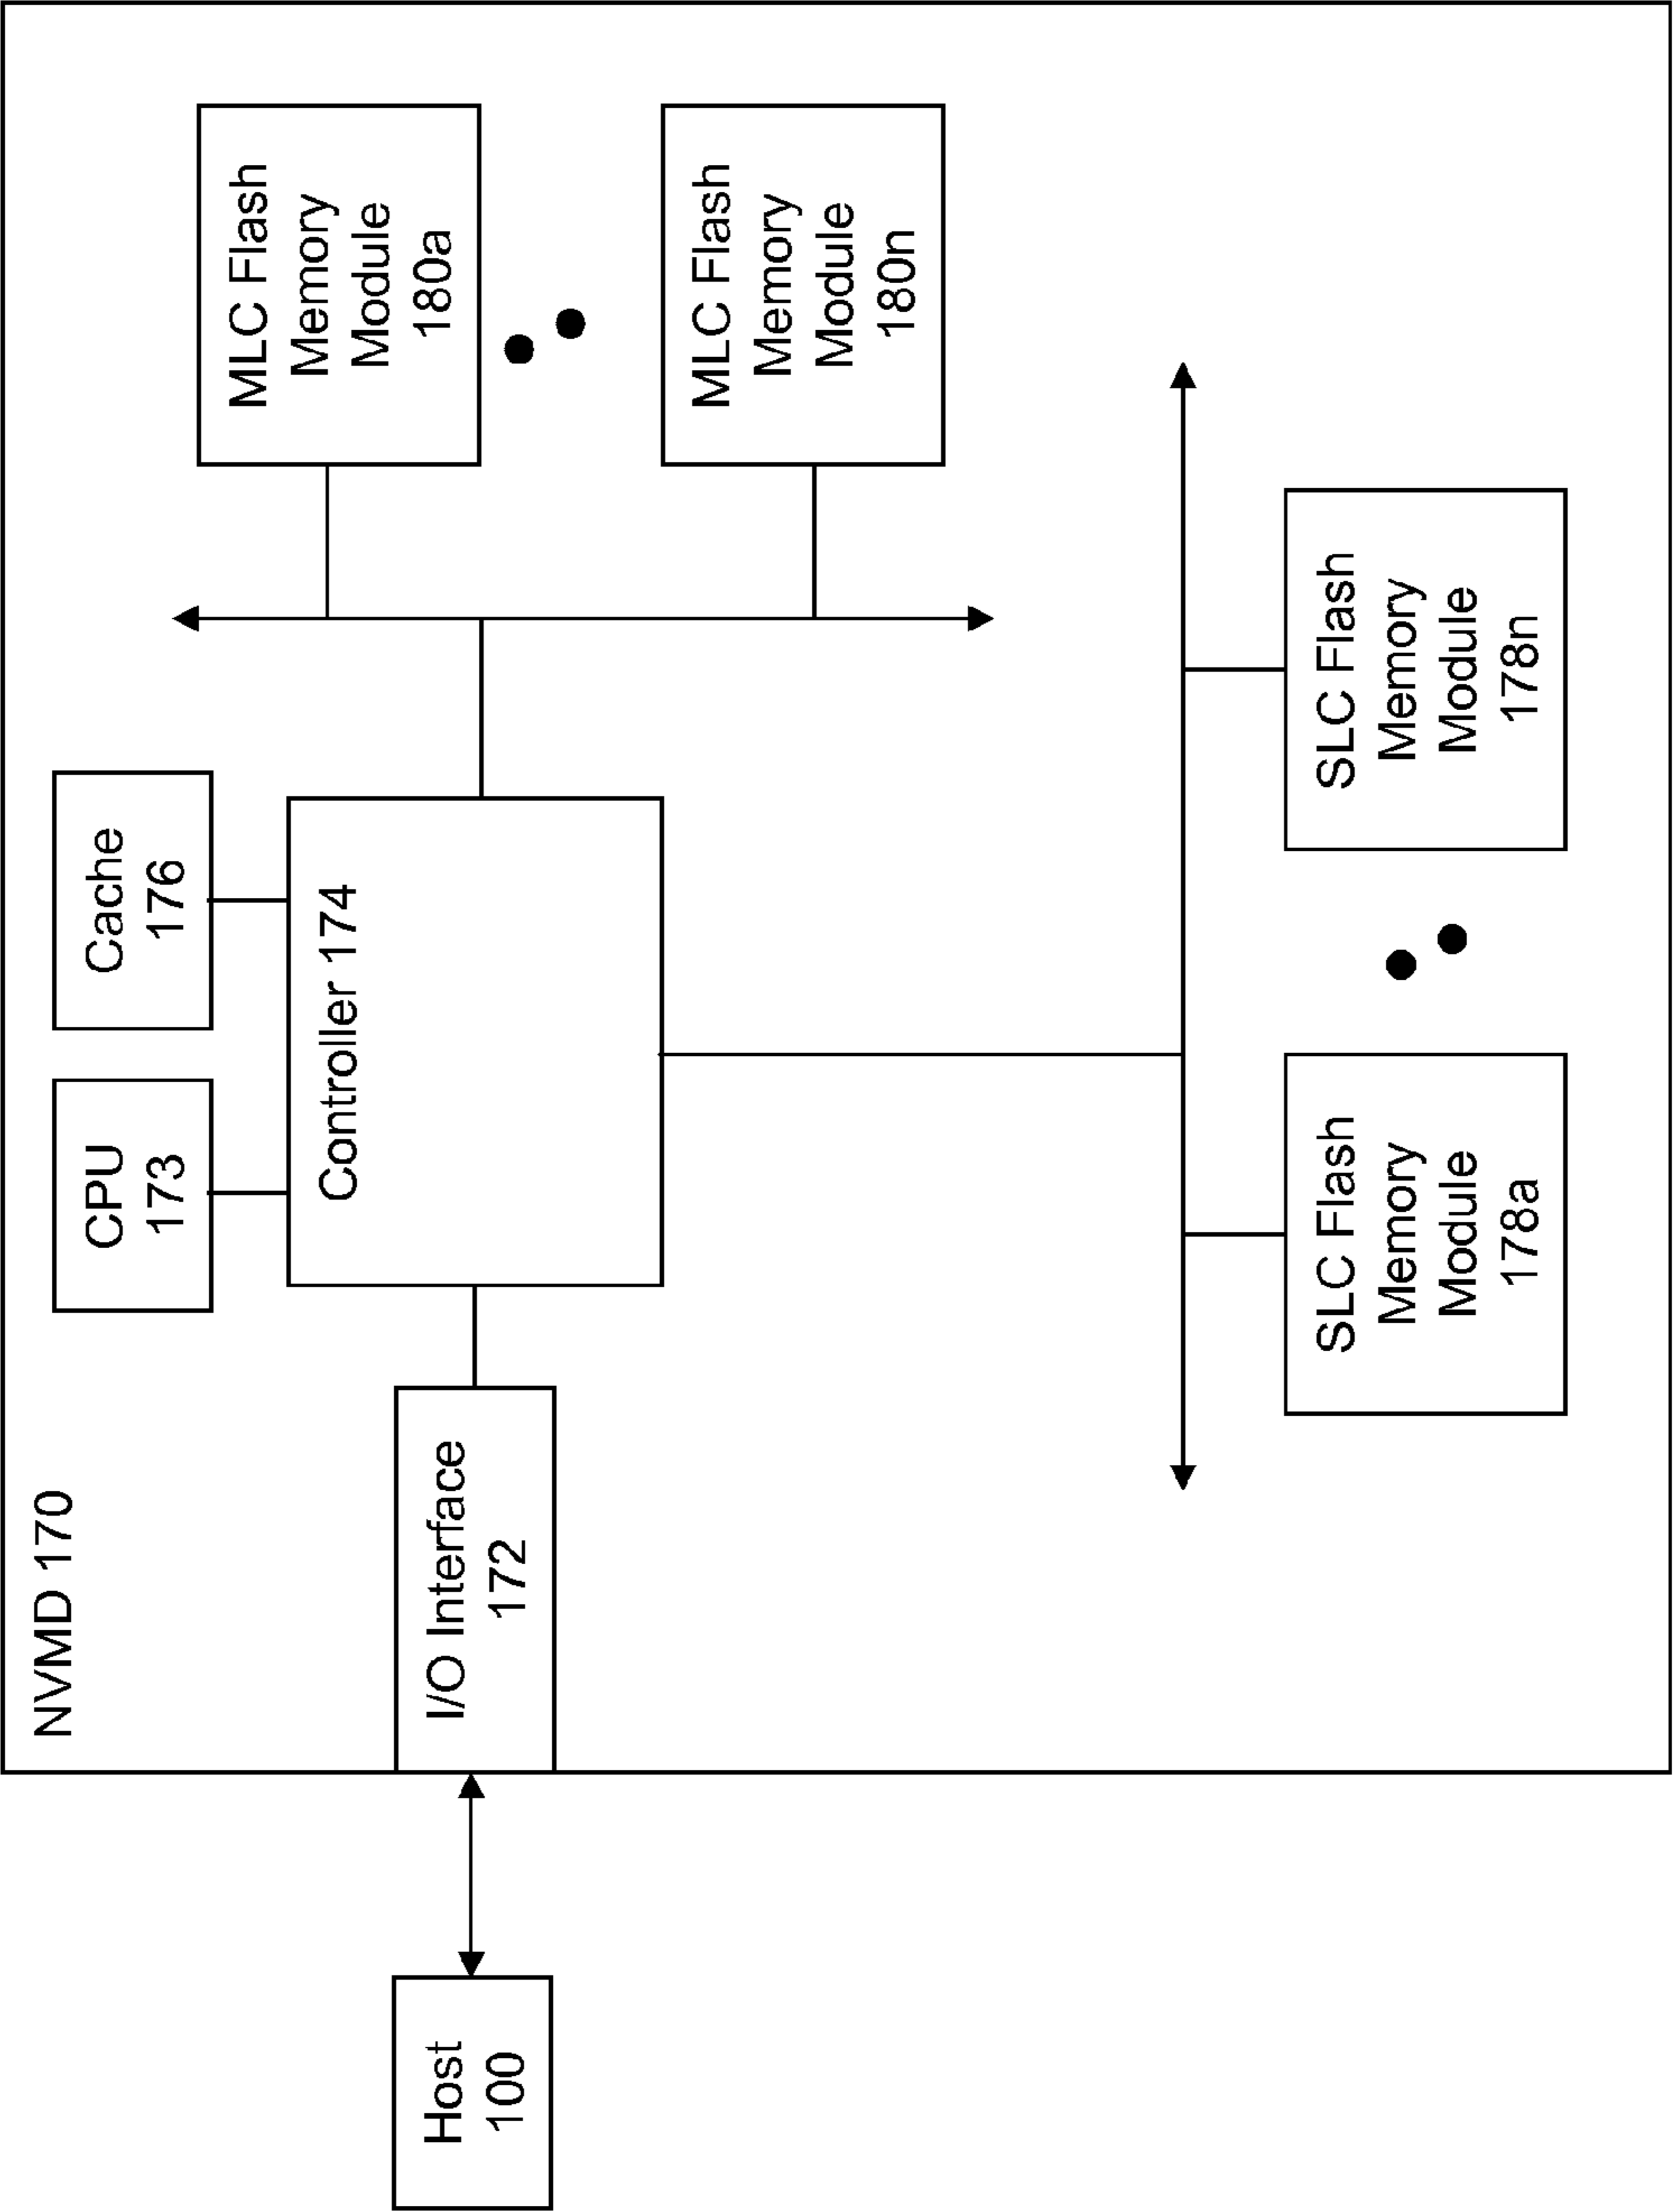 NVMD 170
CPU
173
Cache
176
MLC Flash
Memory
Module
180a
Controller 174
Host
100
I/O Interface
172
MLC Flash
Memory
Module
180n
SLC Flash
Memory
Module
178a
SLC Flash
Memory
Module
178n